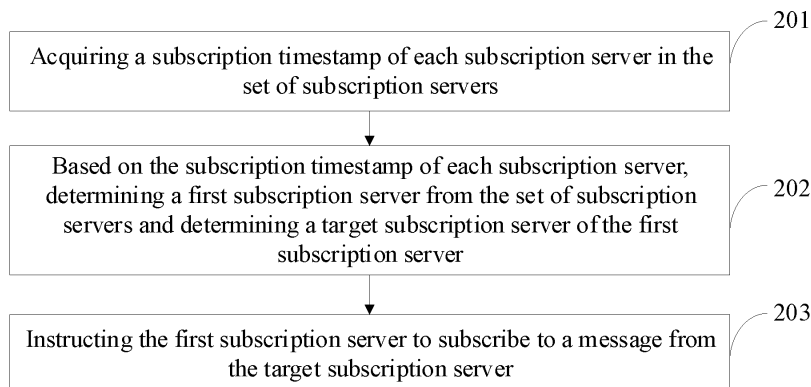 201
Acquiring a subscription timestamp of each subscription server in the
set of subscription servers
Based on the subscription timestamp of each subscription server,
determining a first subscription server from the set of subscription
servers and determining a target subscription server of the first
subscription server
202
203
Instructing the first subscription server to subscribe to a message from
the target subscription server